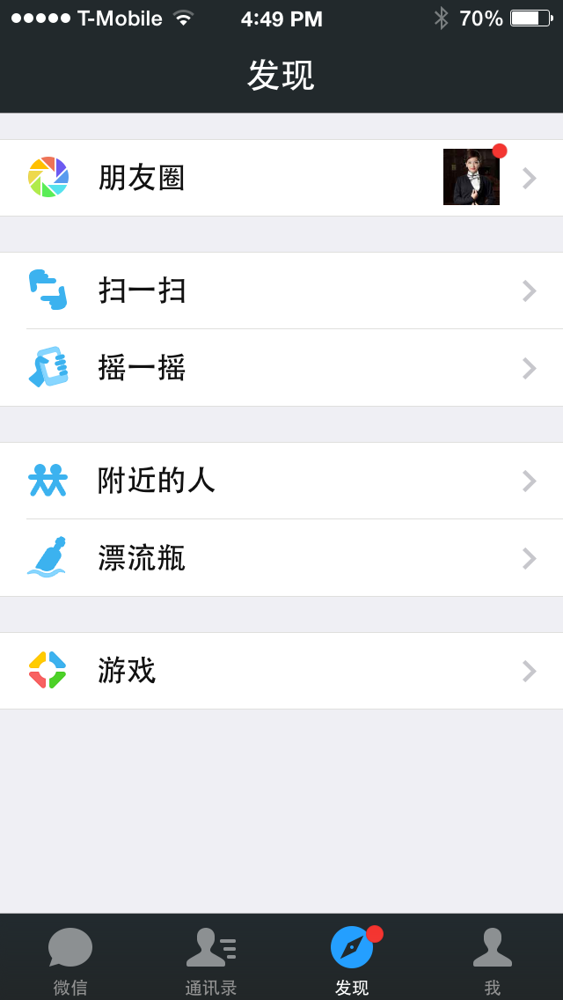 T-Mobile 4:49 PM 70%
发现
朋友圈
扫一扫
摇一摇
附近的人
漂流瓶
游戏
微信 通讯录 发现 我